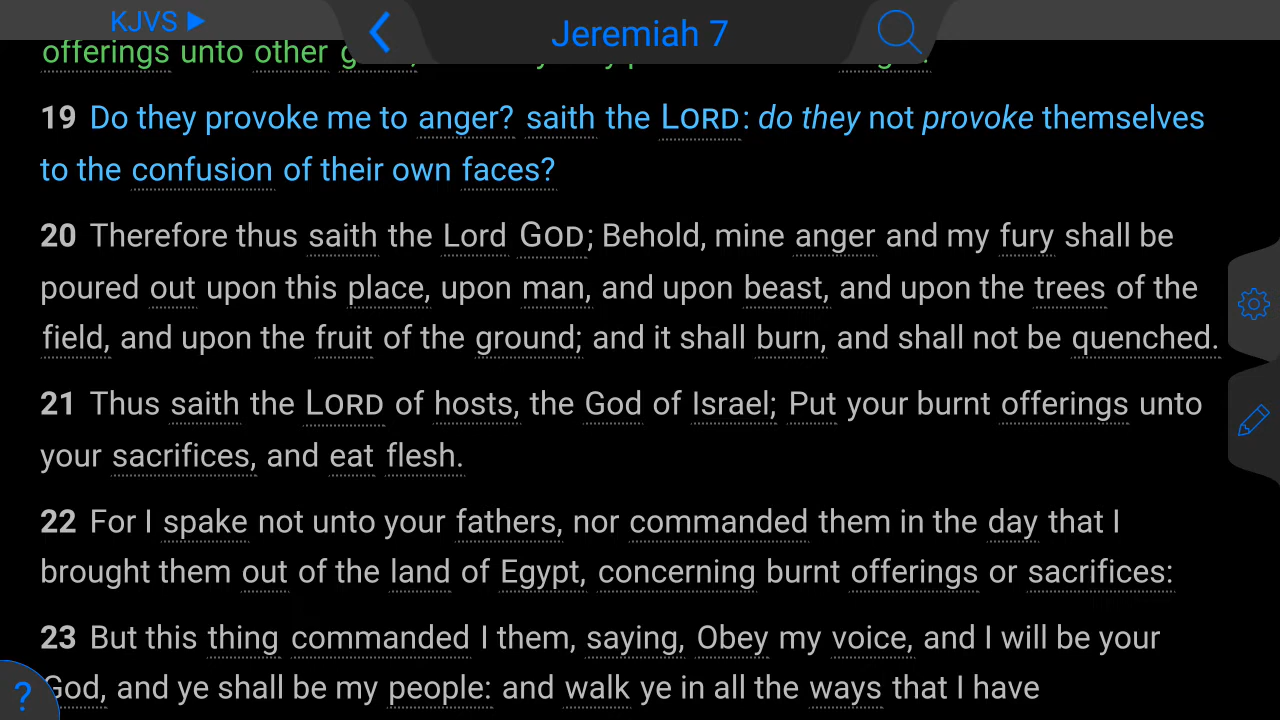 KJVS ▶
Jeremiah 7
offerings unto other
19 Do they provoke me to anger? saith the LORD: do they not provoke themselves
to the confusion of their own faces?
20 Therefore thus saith the Lord GOD; Behold, mine anger and my fury shall be
poured out upon this place, upon man, and upon beast, and upon the trees of the
field, and upon the fruit of the ground; and it shall burn, and shall not be quenched.
21 Thus saith the LORD of hosts, the God of Israel; Put your burnt offerings unto
your sacrifices, and eat flesh.
22 For I spake not unto your fathers, nor commanded them in the day that I
brought them out of the land of Egypt, concerning burnt offerings or sacrifices:
23 But this thing commanded I them, saying, Obey my voice, and I will be your
God, and ye shall be my people: and walk ye in all the ways that I have
?